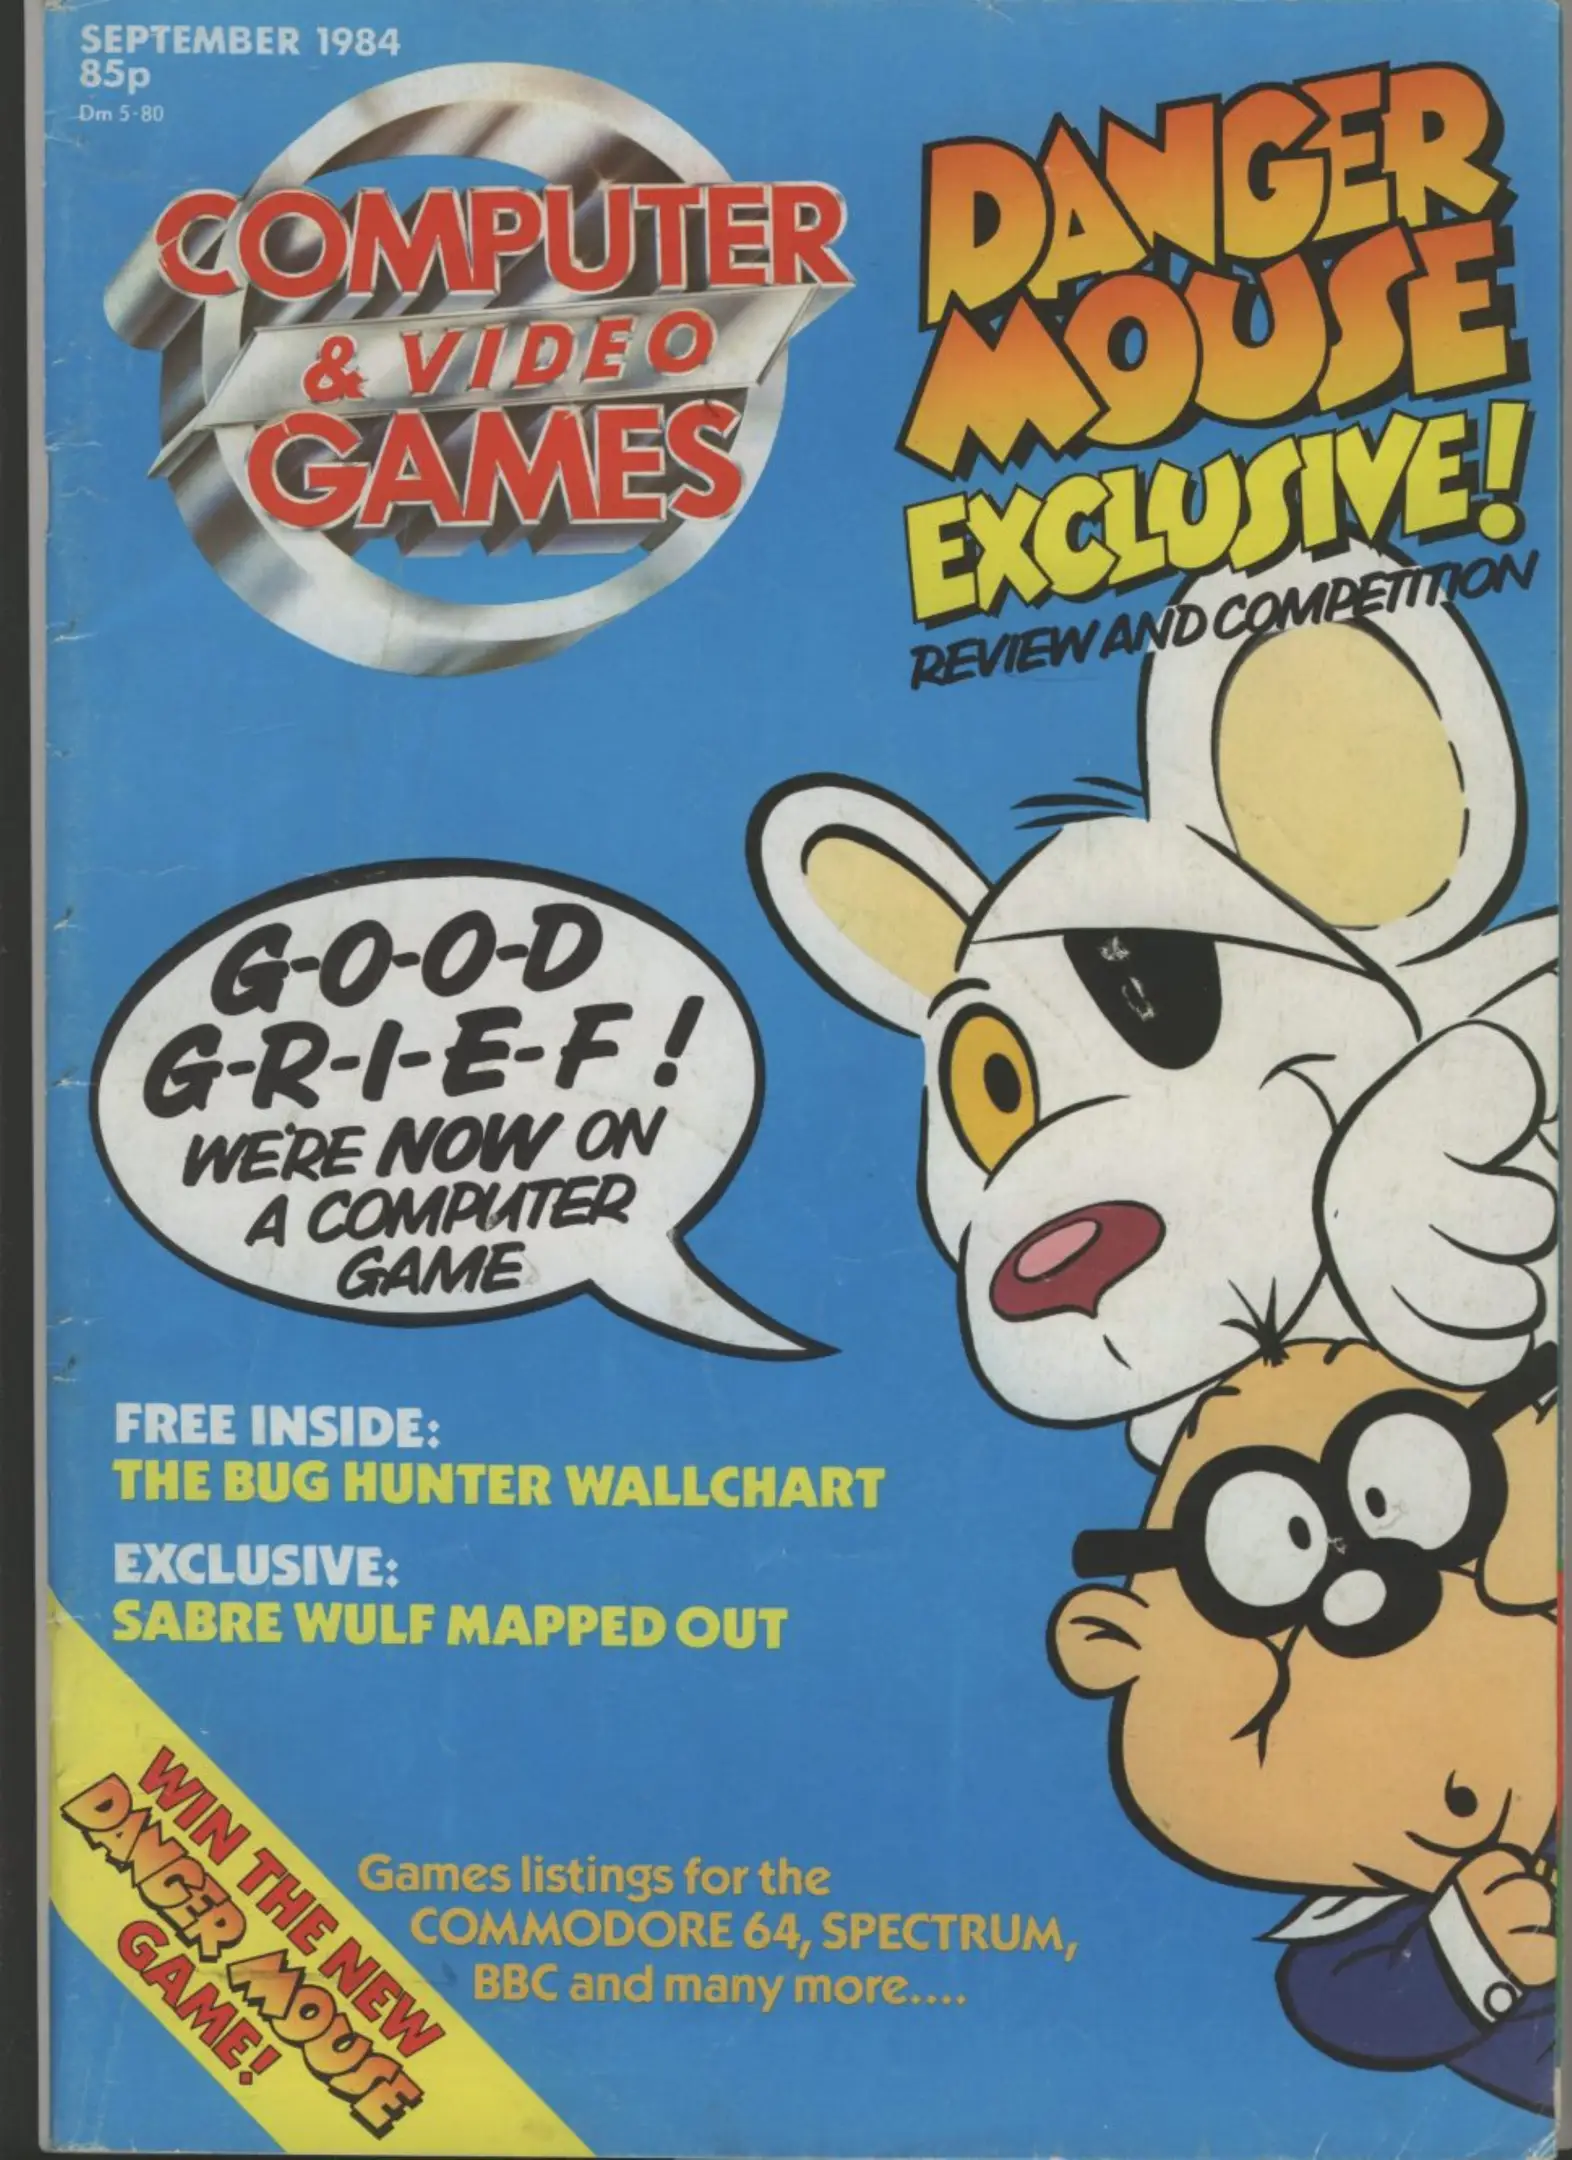 SEPTEMBER 1984
85p
Dm 5-80
COMPUTER
& VIDEO
GAMES
DANGER
MOUSE
EXCLUSIVE!
REVIEW AND COMPETITION
G-O-O-D
G-R-I-E-F!
WE'RE NOW ON
A COMPUTER
GAME
FREE INSIDE:
THE BUG HUNTER WALLCHART
EXCLUSIVE:
SABRE WULF MAPPED OUT
WIN THE NEW
DANGER MOUSE
GAME!
Games listings for the
COMMODORE 64, SPECTRUM,
BBC and many more....